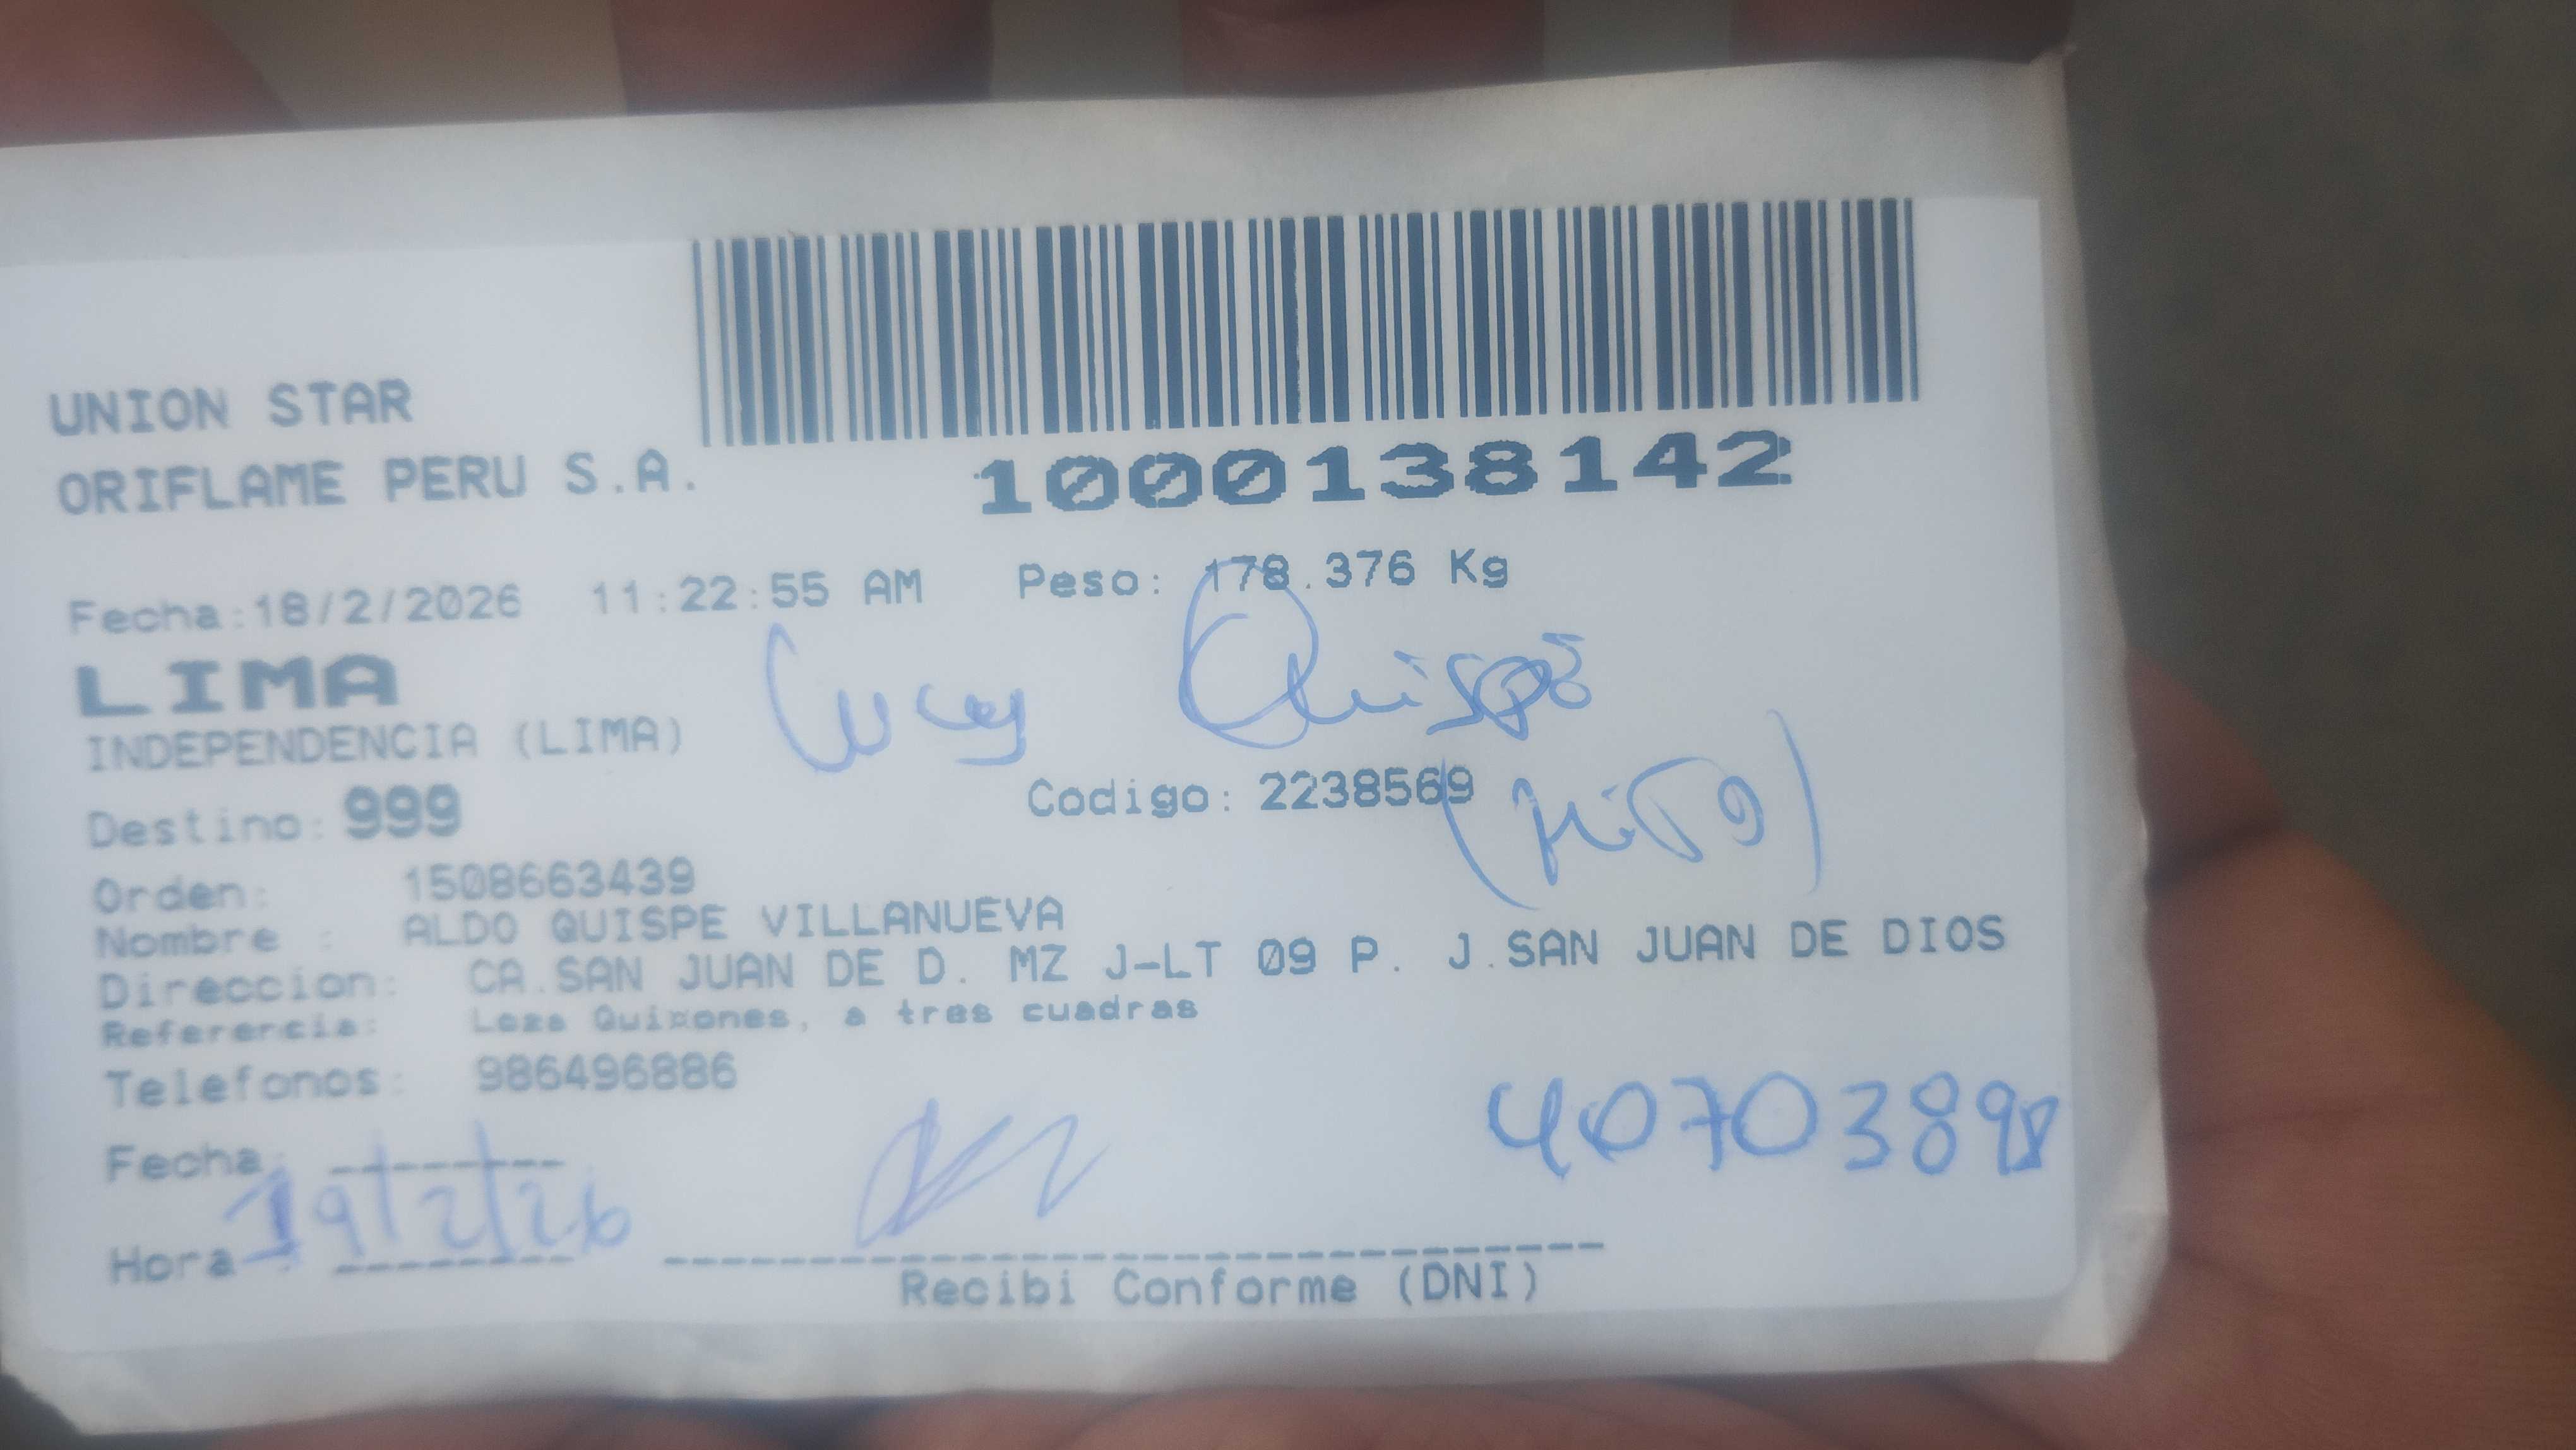 UNION STAR
ORIFLAME PERU S.A.
1000138142
Fecha:18/2/2026 11:22:55 AM Peso: 178.376 Kg
LIMA
Lucy Quispe
INDEPENDENCIA (LIMA)
Destino: 999
Codigo: 2238569
Orden: 1508663439
Nombre : ALDO QUISPE VILLANUEVA
Direccion: CA.SAN JUAN DE D. MZ J-LT 09 P. J.SAN JUAN DE DIOS
Referencia: Loza Quiñones, a tres cuadras
Telefonos: 986496886
Fecha:
19/2/26
Hora :
Recibi Conforme (DNI)